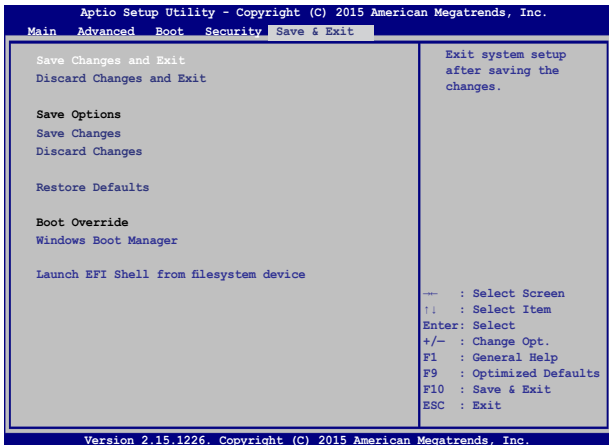 Aptio Setup Utility - Copyright (C) 2015 American Megatrends, Inc.
Main Advanced Boot Security Save & Exit
Save Changes and Exit
Discard Changes and Exit
Save Options
Save Changes
Discard Changes
Restore Defaults
Boot Override
Windows Boot Manager
Launch EFI Shell from filesystem device
Exit system setup
after saving the
changes.
→← : Select Screen
↑↓ : Select Item
Enter: Select
+/— : Change Opt.
F1 : General Help
F9 : Optimized Defaults
F10 : Save & Exit
ESC : Exit
Version 2.15.1226. Copyright (C) 2015 American Megatrends, Inc.